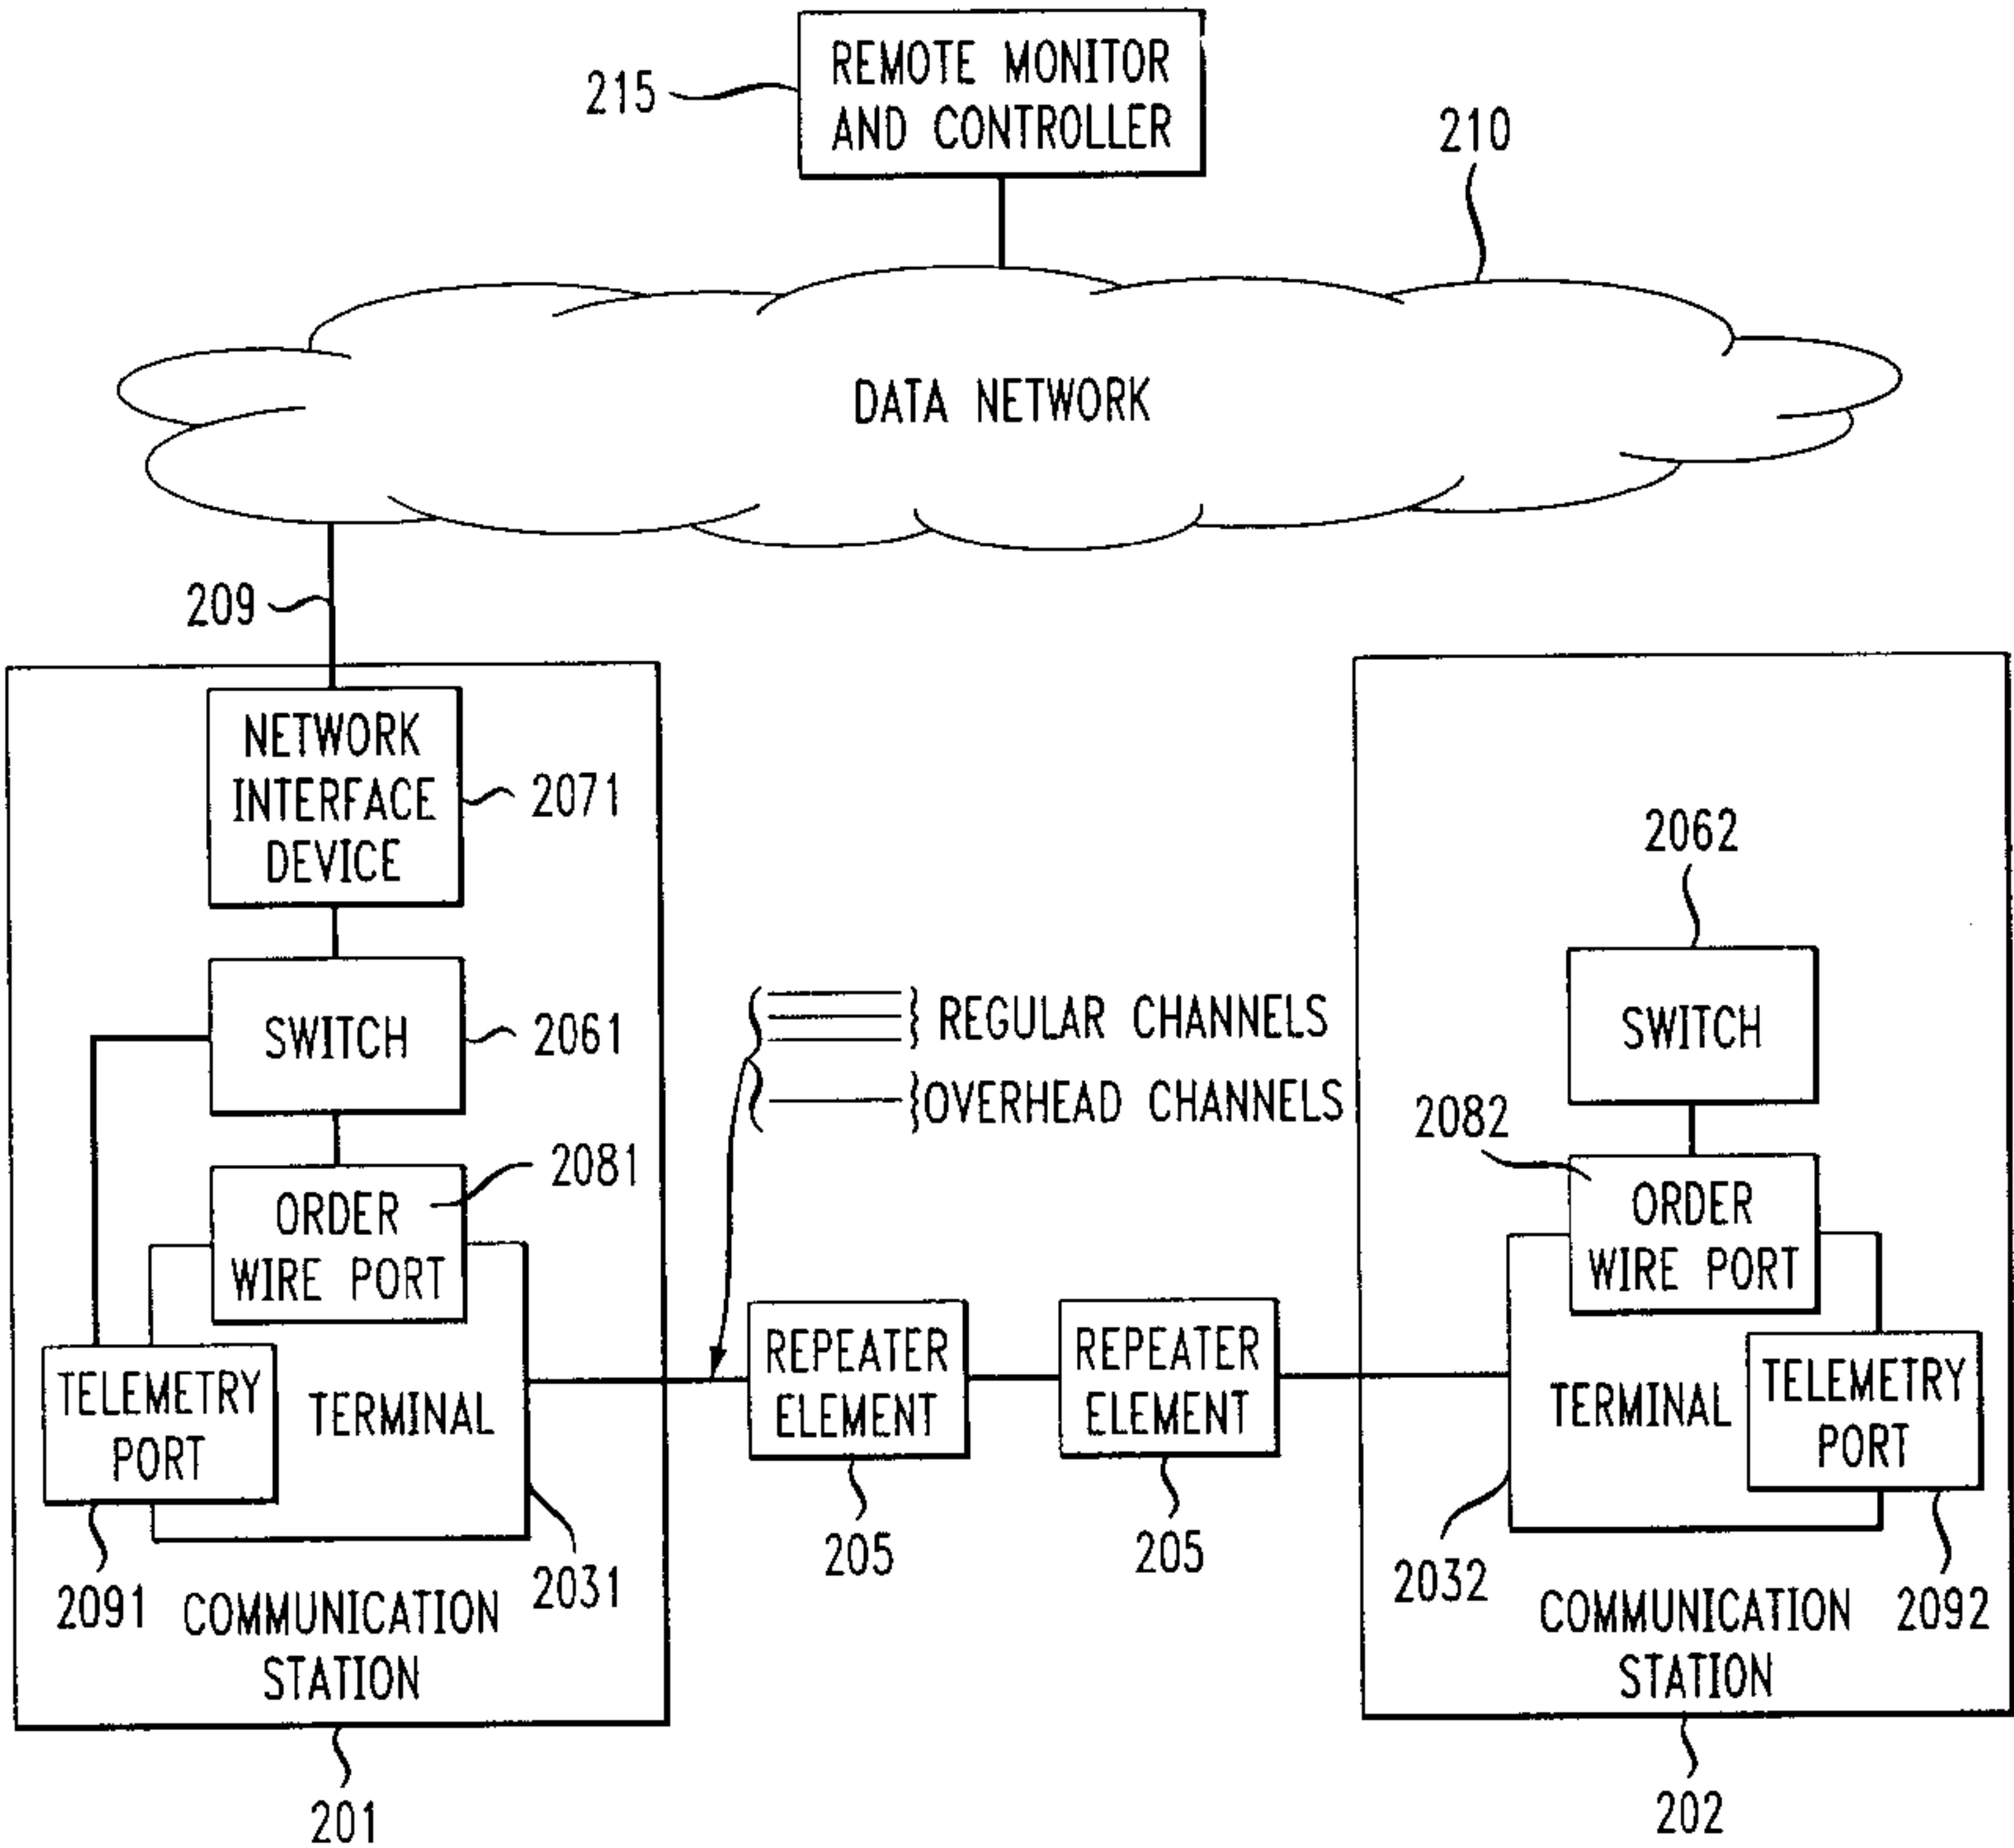 REMOTE MONITOR
AND CONTROLLER
215
210
DATA NETWORK
209
NETWORK
INTERFACE
DEVICE
2071
2062
SWITCH
2061
REGULAR CHANNELS
SWITCH
OVERHEAD CHANNELS
2082
2081
ORDER
WIRE PORT
ORDER
WIRE PORT
TELEMETRY
PORT
TERMINAL
REPEATER
ELEMENT
REPEATER
ELEMENT
TERMINAL
TELEMETRY
PORT
205
205
2091
2031
2032
2092
COMMUNICATION
STATION
COMMUNICATION
STATION
201
202